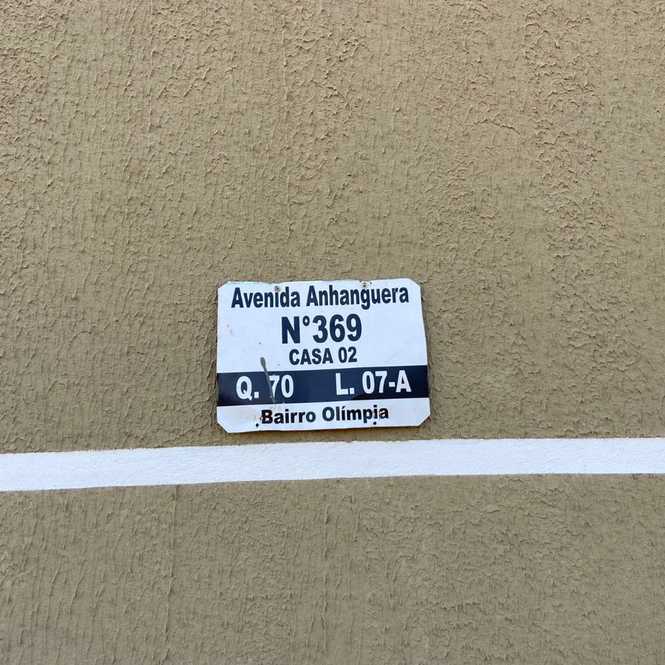 Avenida Anhanguera
N°369
CASA 02
Q. 70 L. 07-A
Bairro Olímpia